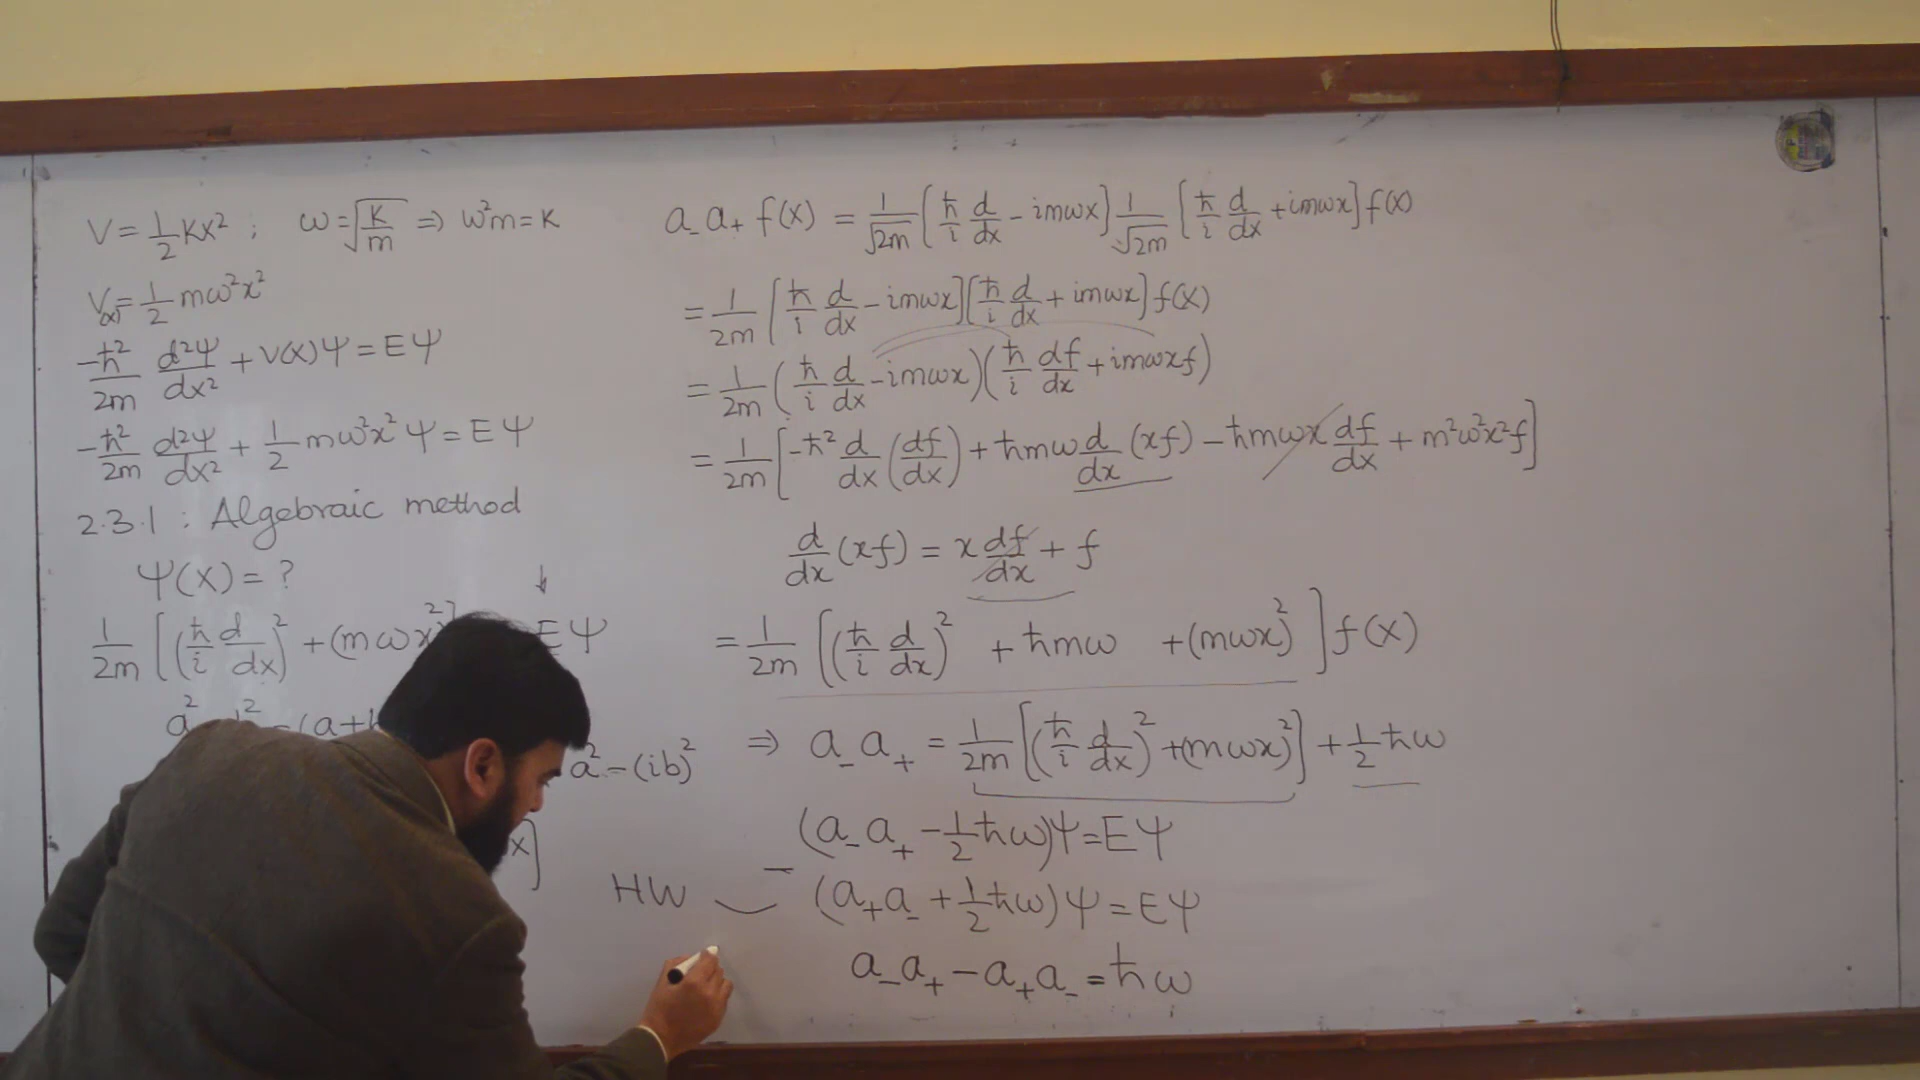 V = 1/2 Kx² ; ω = √(K/m) ⇒ ω²m = K
V(x) = 1/2 mω²x²
-ħ²/2m d²Ψ/dx² + V(x)Ψ = EΨ
-ħ²/2m d²Ψ/dx² + 1/2 mω²x²Ψ = EΨ
2.3.1 : Algebraic method
Ψ(x) = ?
↓
1/2m [(ħ/i d/dx)² + (mωx)²] EΨ
a² b² = (a+
a² - (ib)²
x]
a₋a₊ f(x) = 1/√2m [ħ/i d/dx - imωx] 1/√2m [ħ/i d/dx + imωx] f(x)
= 1/2m [ħ/i d/dx - imωx][ħ/i d/dx + imωx] f(x)
= 1/2m (ħ/i d/dx - imωx)(ħ/i df/dx + imωxf)
= 1/2m [-ħ² d/dx (df/dx) + ħmω d/dx (xf) - ħmωx df/dx + m²ω²x²f]
d/dx (xf) = x df/dx + f
= 1/2m [(ħ/i d/dx)² + ħmω + (mωx)²] f(x)
⇒ a₋a₊ = 1/2m [(ħ/i d/dx)² + (mωx)²] + 1/2 ħω
(a₋a₊ - 1/2 ħω)Ψ = EΨ
HW (a₊a₋ + 1/2 ħω)Ψ = EΨ
a₋a₊ - a₊a₋ = ħω